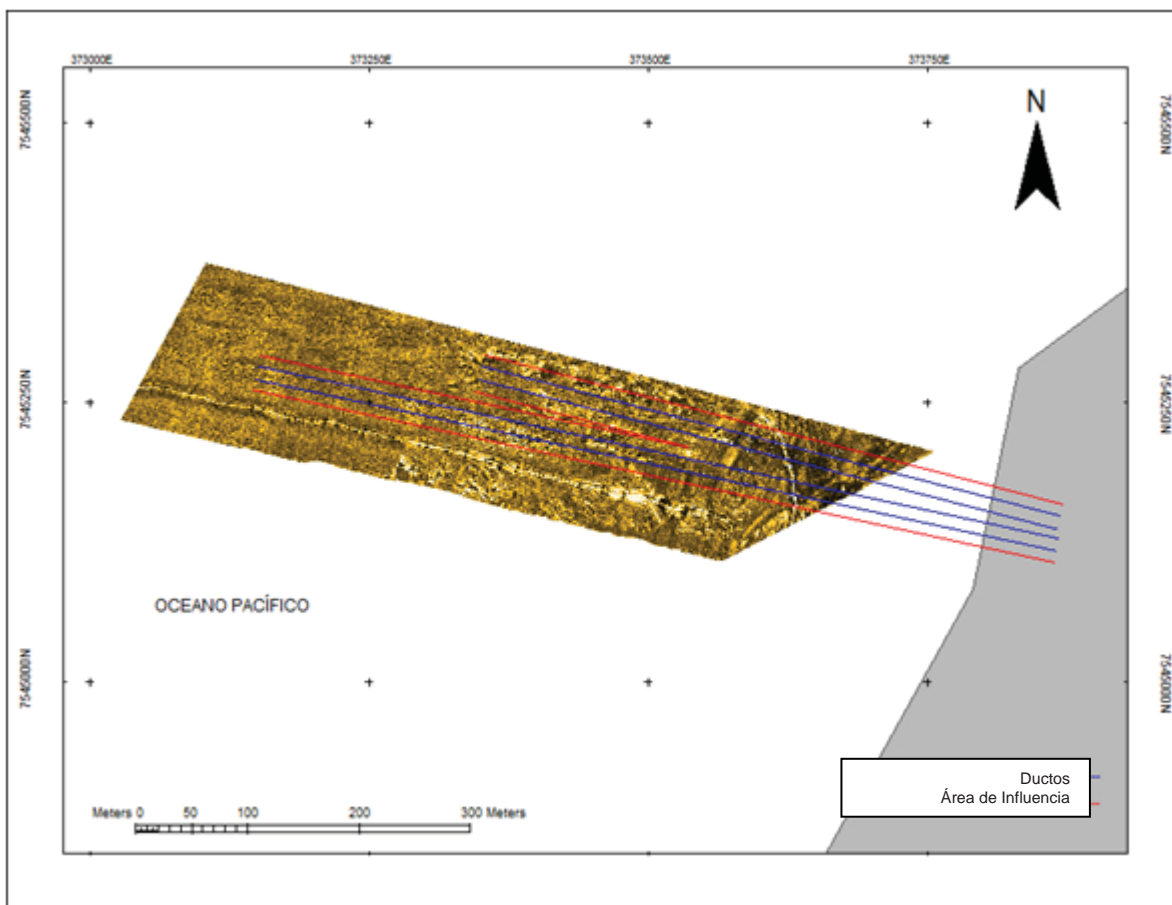 373000E 373250E 373500E 373750E
N
7545500N 7545500N
7545250N 7545250N
OCEANO PACÍFICO
7545000N 7545000N
Ductos
Área de Influencia
Meters 0 50 100 200 300 Meters